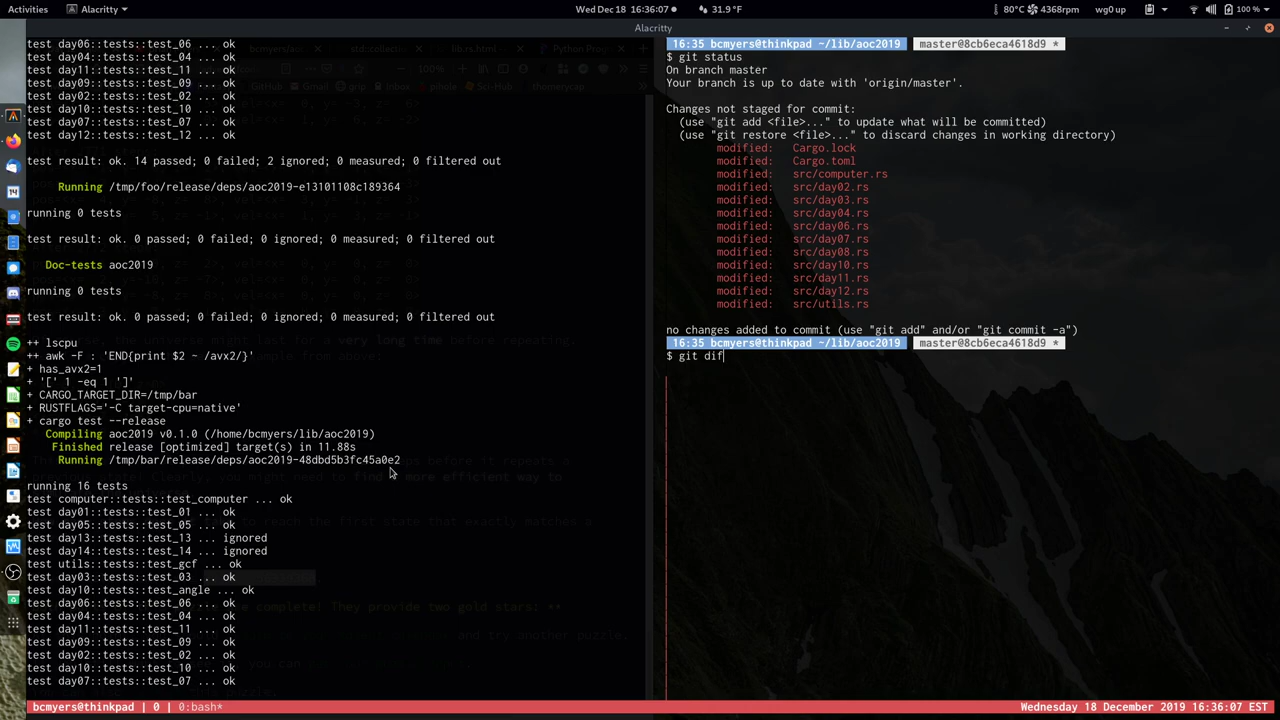 Activities
Alacritty
Wed Dec 18 16:36:07
31.9 °F
80°C
4368rpm
wg0 up
100 %
Alacritty
test day06::tests::test_06 ... ok
test day04::tests::test_04 ... ok
test day11::tests::test_11 ... ok
test day09::tests::test_09 ... ok
test day02::tests::test_02 ... ok
test day10::tests::test_10 ... ok
test day07::tests::test_07 ... ok
test day12::tests::test_12 ... ok
test result: ok. 14 passed; 0 failed; 2 ignored; 0 measured; 0 filtered out
Running /tmp/foo/release/deps/aoc2019-e13101108c189364
running 0 tests
test result: ok. 0 passed; 0 failed; 0 ignored; 0 measured; 0 filtered out
Doc-tests aoc2019
running 0 tests
test result: ok. 0 passed; 0 failed; 0 ignored; 0 measured; 0 filtered out
++ lscpu
++ awk -F : 'END{print $2 ~ /avx2/}'
+ has_avx2=1
+ '[' 1 -eq 1 ']'
+ CARGO_TARGET_DIR=/tmp/bar
+ RUSTFLAGS='-C target-cpu=native'
+ cargo test --release
Compiling aoc2019 v0.1.0 (/home/bcmyers/lib/aoc2019)
Finished release [optimized] target(s) in 11.88s
Running /tmp/bar/release/deps/aoc2019-48dbd5b3fc45a0e2
running 16 tests
test computer::tests::test_computer ... ok
test day01::tests::test_01 ... ok
test day05::tests::test_05 ... ok
test day13::tests::test_13 ... ignored
test day14::tests::test_14 ... ignored
test utils::tests::test_gcf ... ok
test day03::tests::test_03 ... ok
test day10::tests::test_angle ... ok
test day06::tests::test_06 ... ok
test day04::tests::test_04 ... ok
test day11::tests::test_11 ... ok
test day09::tests::test_09 ... ok
test day02::tests::test_02 ... ok
test day10::tests::test_10 ... ok
test day07::tests::test_07 ... ok
16:35 bcmyers@thinkpad ~/lib/aoc2019 master@8cb6eca4618d9 *
$ git status
On branch master
Your branch is up to date with 'origin/master'.
Changes not staged for commit:
(use "git add <file>..." to update what will be committed)
(use "git restore <file>..." to discard changes in working directory)
modified: Cargo.lock
modified: Cargo.toml
modified: src/computer.rs
modified: src/day02.rs
modified: src/day03.rs
modified: src/day04.rs
modified: src/day06.rs
modified: src/day07.rs
modified: src/day08.rs
modified: src/day10.rs
modified: src/day11.rs
modified: src/day12.rs
modified: src/utils.rs
no changes added to commit (use "git add" and/or "git commit -a")
16:35 bcmyers@thinkpad ~/lib/aoc2019 master@8cb6eca4618d9 *
$ git dif
bcmyers@thinkpad | 0 | 0:bash*
Wednesday 18 December 2019 16:36:07 EST